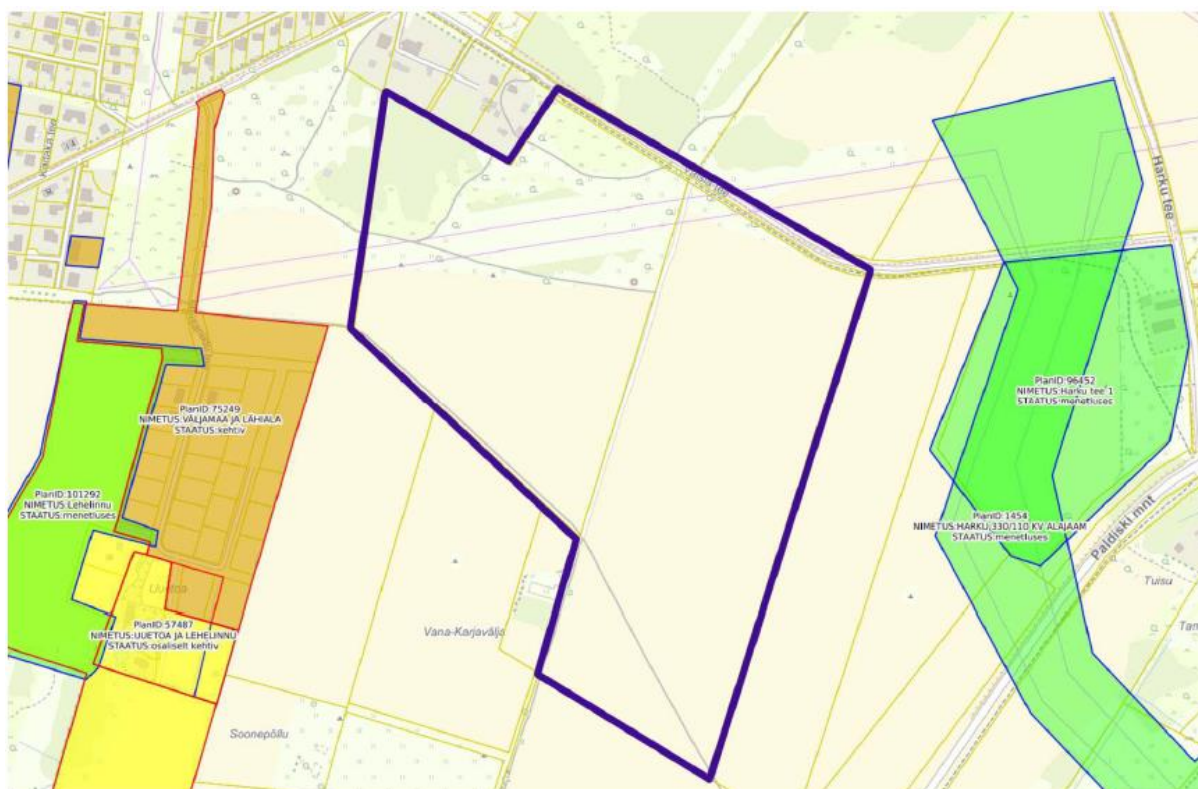 Harku tee
14
PlanID:96452
NIMETUS:Harku tee 1
STAATUS:menetluses
PlanID:75249
NIMETUS:VÄLJAMAA JA LÄHIALA
STAATUS:kehtiv
PlanID:101292
NIMETUS:Lehelinnu
STAATUS:menetluses
PlanID:1454
NIMETUS:HARKU 330/110 KV ALAJAAM
STAATUS:menetluses
Paldiski mnt
Tuisu
PlanID:57487
NIMETUS:UUETOA JA LEHELINNU
STAATUS:osaliselt kehtiv
Vana-Karjavälja
Soonepõllu